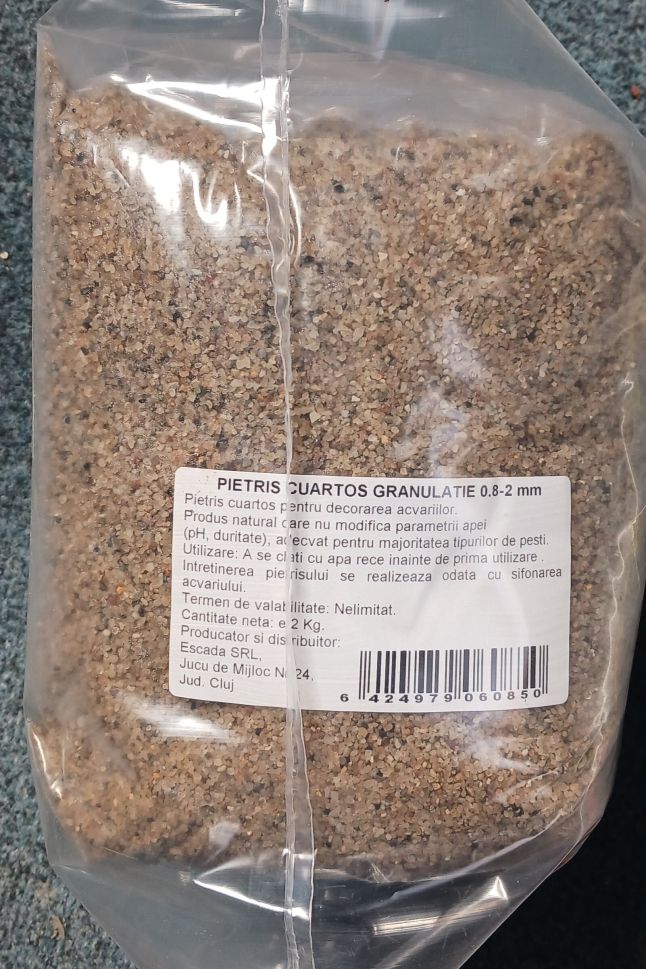 PIETRIS CUARTOS GRANULATIE 0.8-2 mm
Pietris cuartos pentru decorarea acvariilor.
Produs natural care nu modifica parametrii apei
(pH, duritate), adecvat pentru majoritatea tipurilor de pesti.
Utilizare: A se clati cu apa rece inainte de prima utilizare .
Intretinerea pietrisului se realizeaza odata cu sifonarea
acvariului.
Termen de valabilitate: Nelimitat.
Cantitate neta: e 2 Kg.
Producator si distribuitor:
Escada SRL,
Jucu de Mijloc Nr 24,
Jud. Cluj
6 424979 060850